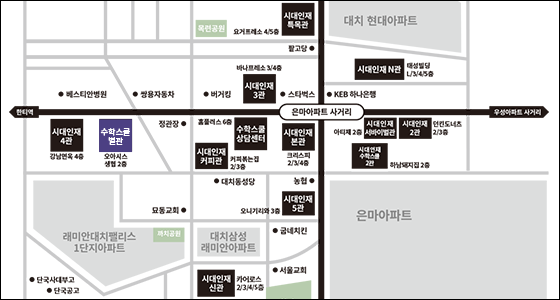 목련공원
요거트레소 4/5층
시대인재
특목관
대치 현대아파트
팔고당
바나트레소 3/4층
시대인재 N관
태성빌딩
L/3/4/5층
베스티안병원
쌍용자동차
버거킹
시대인재
3관
스타벅스
KEB 하나은행
한티역
은마아파트 사거리
우성아파트 사거리
시대인재
4관
강남면옥 4층
수학스쿨
별관
오아시스
생협 2층
정관장
홈플러스 6층
시대인재
커피관
수학스쿨
상담센터
커피볶는집
2/3층
시대인재
본관
크리스피
2/3/4층
아티제 2층
시대인재
서바이벌관
시대인재
2관
던킨도너츠
2/3층
시대인재
수학스쿨
2관
하남돼지집 2층
대치동성당
농협
묘동교회
오니기리와 3층
시대인재
5관
은마아파트
래미안대치팰리스
1단지아파트
까치공원
대치삼성
래미안아파트
굽네치킨
단국사대부고
단국공고
시대인재
신관
카이로스
2/3/4/5층
서울교회